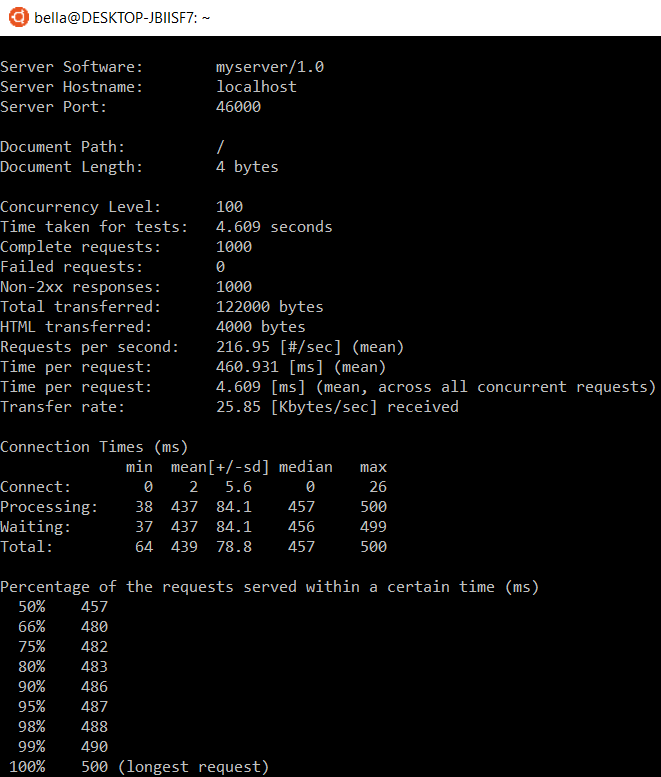 bella@DESKTOP-JBIISF7: ~
Server Software:        myserver/1.0
Server Hostname:        localhost
Server Port:            46000
Document Path:          /
Document Length:        4 bytes
Concurrency Level:      100
Time taken for tests:   4.609 seconds
Complete requests:      1000
Failed requests:        0
Non-2xx responses:      1000
Total transferred:      122000 bytes
HTML transferred:       4000 bytes
Requests per second:    216.95 [#/sec] (mean)
Time per request:       460.931 [ms] (mean)
Time per request:       4.609 [ms] (mean, across all concurrent requests)
Transfer rate:          25.85 [Kbytes/sec] received
Connection Times (ms)
              min  mean[+/-sd] median   max
Connect:        0    2   5.6      0      26
Processing:    38  437  84.1    457     500
Waiting:       37  437  84.1    456     499
Total:         64  439  78.8    457     500
Percentage of the requests served within a certain time (ms)
  50%    457
  66%    480
  75%    482
  80%    483
  90%    486
  95%    487
  98%    488
  99%    490
 100%    500 (longest request)